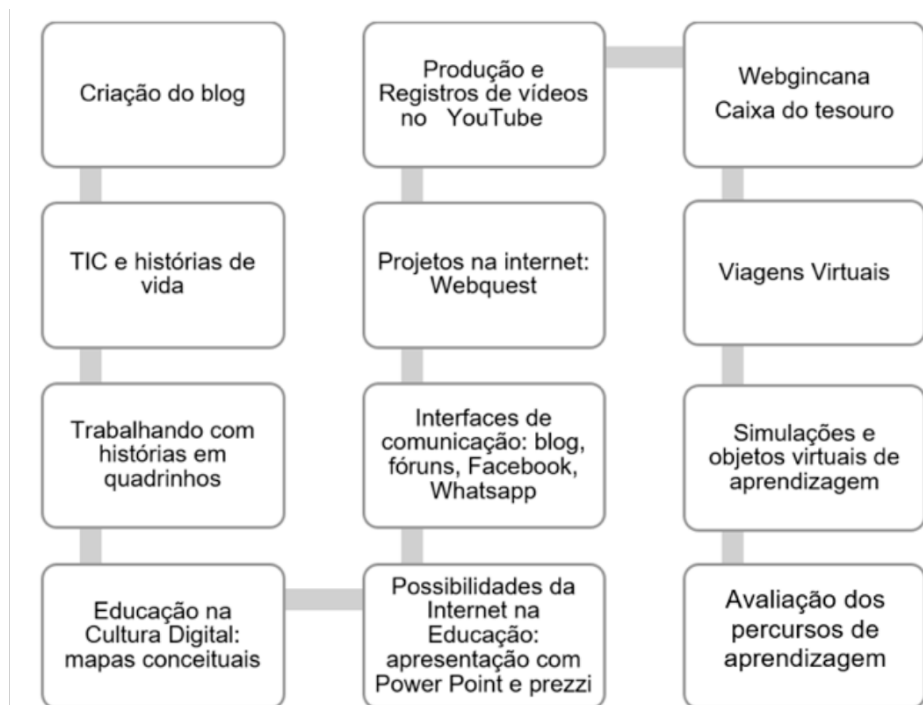 Criação do blog
TIC e histórias de
vida
Trabalhando com
histórias em
quadrinhos
Educação na
Cultura Digital:
mapas conceituais
Possibilidades da
Internet na
Educação:
apresentação com
Power Point e prezzi
Interfaces de
comunicação: blog,
fóruns, Facebook,
Whatsapp
Projetos na internet:
Webquest
Produção e
Registros de vídeos
no YouTube
Webgincana
Caixa do tesouro
Viagens Virtuais
Simulações e
objetos virtuais de
aprendizagem
Avaliação dos
percursos de
aprendizagem